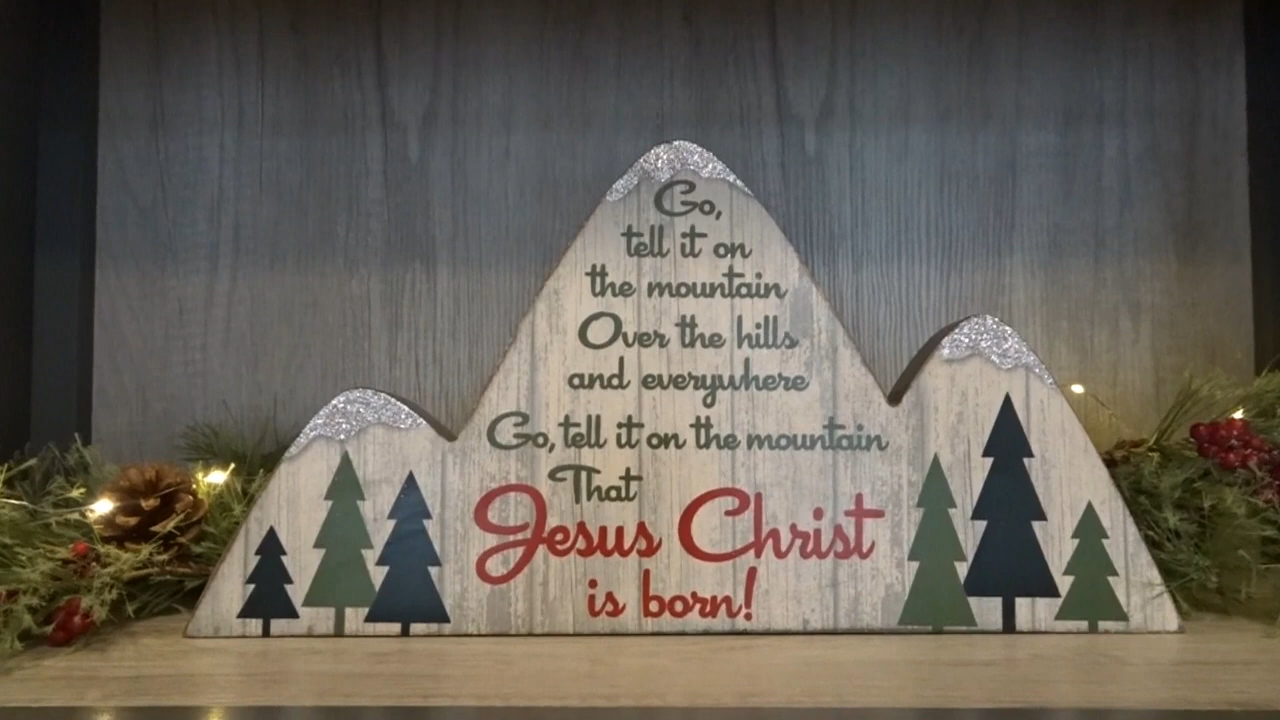 Go,
tell it on
the mountain
Over the hills
and everywhere
Go, tell it on the mountain
That
Jesus Christ
is born!